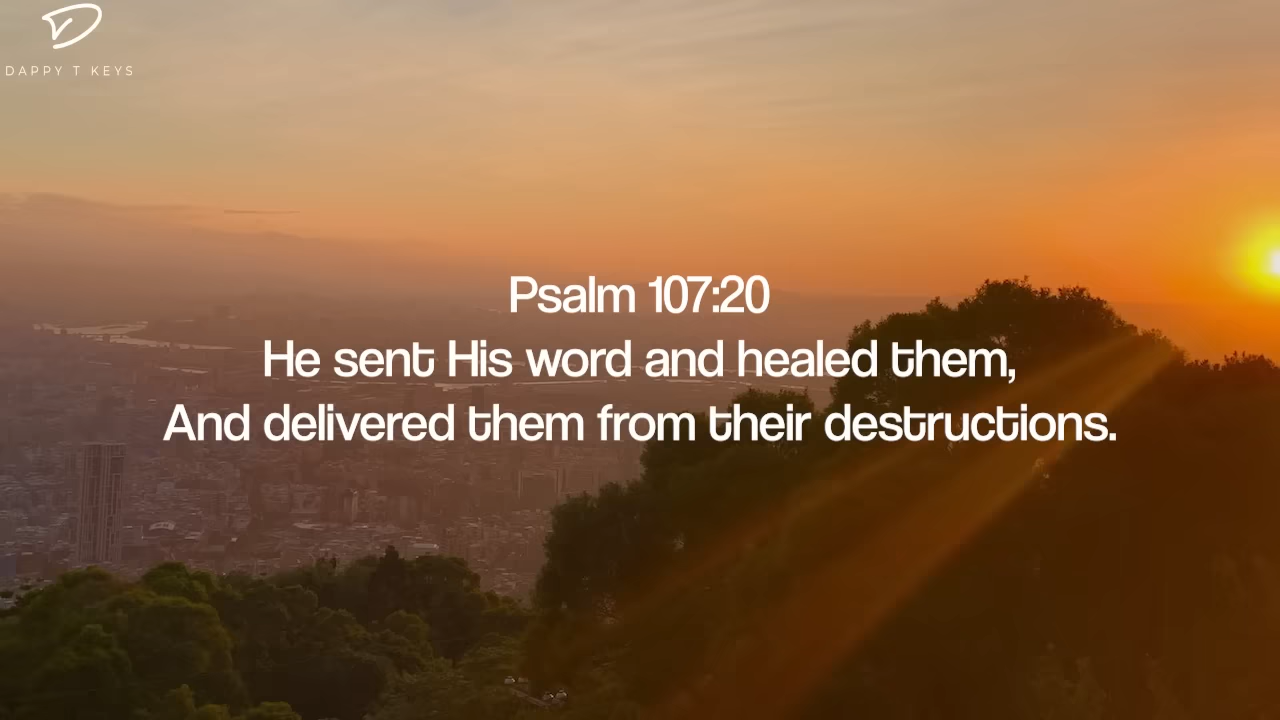 DAPPY T KEYS
Psalm 107:20
He sent His word and healed them,
And delivered them from their destructions.